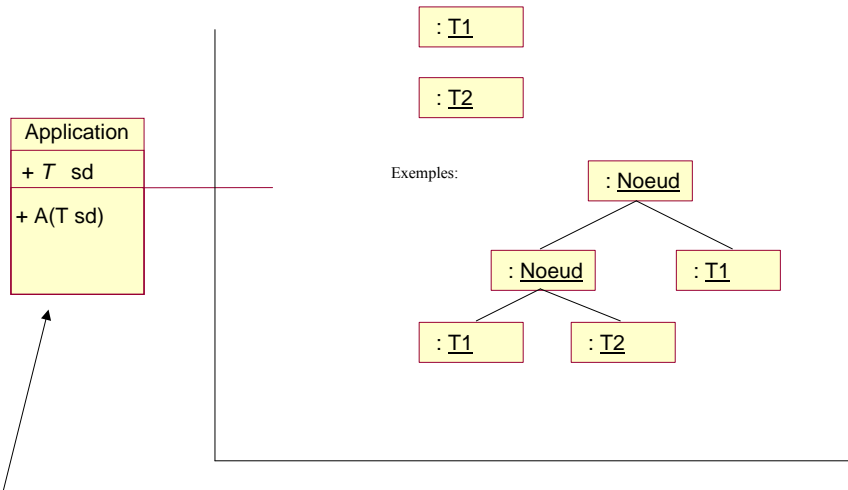 : T1
: T2
Application
+ T sd
+ A(T sd)
Exemples:
: Noeud
: Noeud
: T1
: T1
: T2